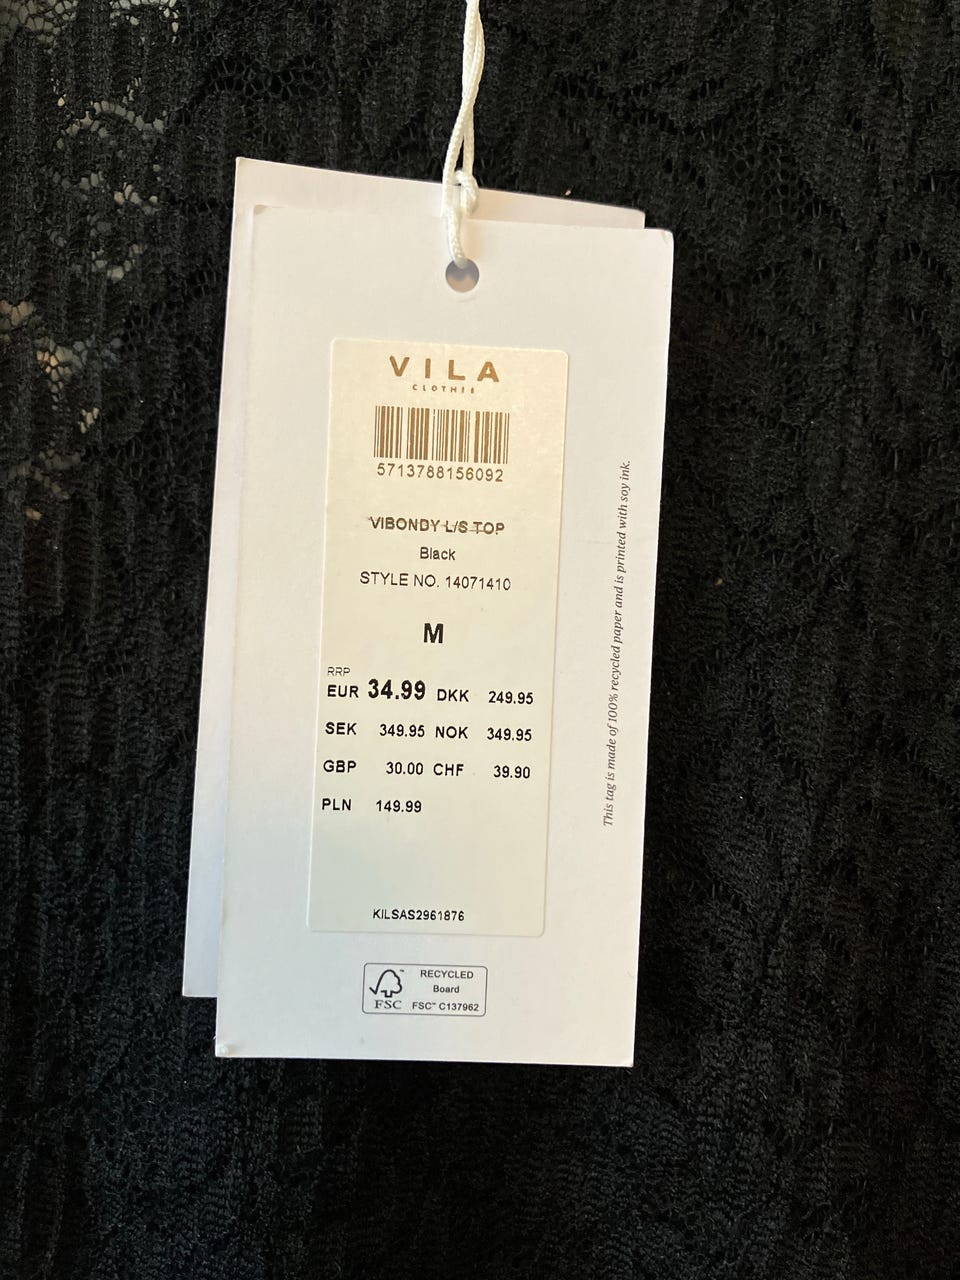 VILA
CLOTHES
5713788156092
VIBONDY L/S TOP
Black
STYLE NO. 14071410
M
RRP
EUR 34.99 DKK 249.95
SEK 349.95 NOK 349.95
GBP 30.00 CHF 39.90
PLN 149.99
KILSAS2961876
FSC™
RECYCLED
Board
FSC™ C137962
This tag is made of 100% recycled paper and is printed with soy ink.